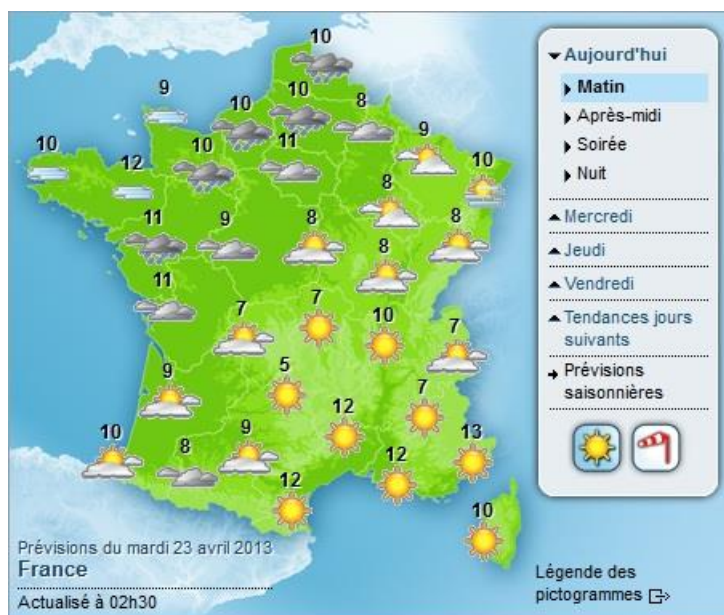 10
9
10
10
8
10
12
10
11
9
10
11
9
8
8
8
8
11
7
7
10
7
9
5
7
12
10
8
9
12
12
13
10
Prévisions du mardi 23 avril 2013
France
Actualisé à 02h30
Aujourd'hui
Matin
Après-midi
Soirée
Nuit
Mercredi
Jeudi
Vendredi
Tendances jours
suivants
Prévisions
saisonnières
Légende des
pictogrammes